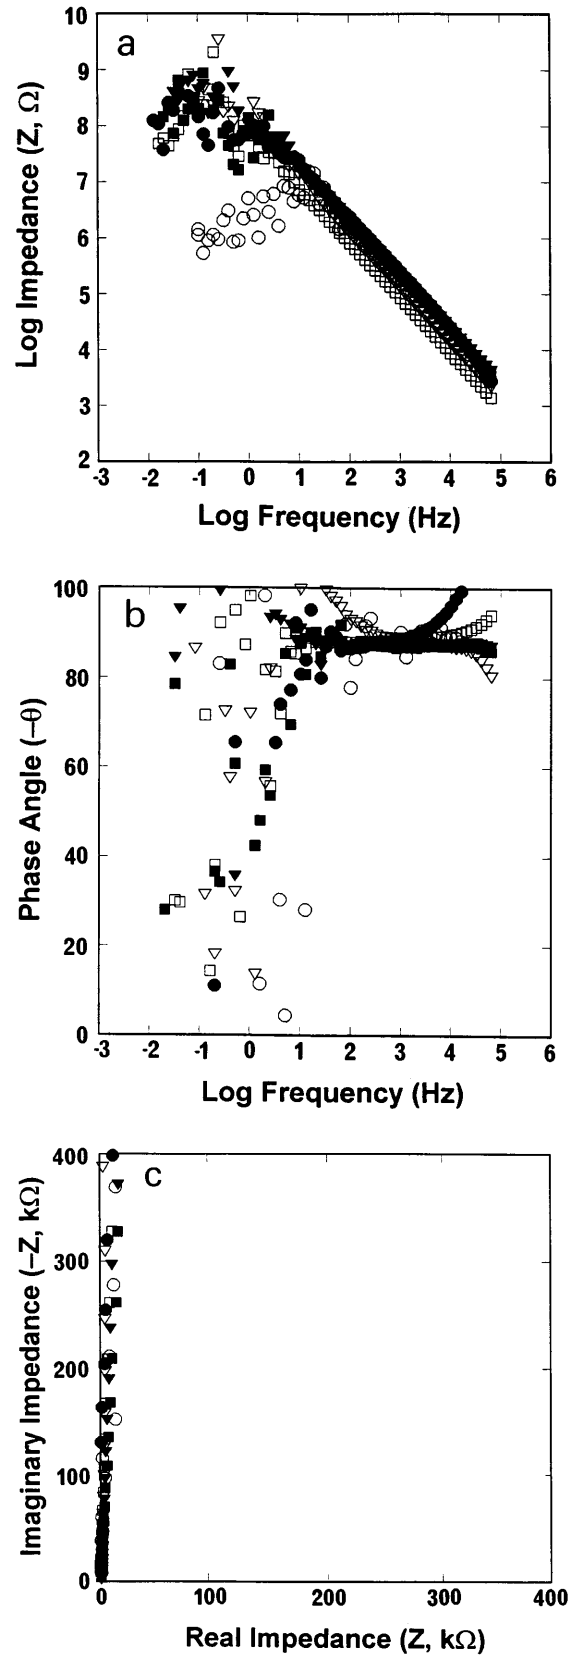 a
Log Impedance (Z, Ω)
10
9
8
7
6
5
4
3
2
-3 -2 -1 0 1 2 3 4 5 6
Log Frequency (Hz)
b
Phase Angle (–θ)
100
80
60
40
20
0
-3 -2 -1 0 1 2 3 4 5 6
Log Frequency (Hz)
c
Imaginary Impedance (–Z, kΩ)
400
300
200
100
0
0 100 200 300 400
Real Impedance (Z, kΩ)